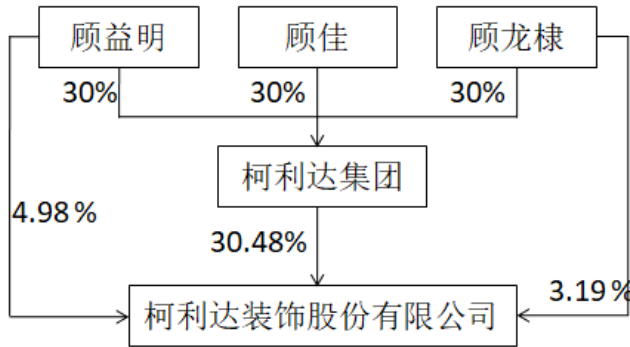 顾益明
顾佳
顾龙棣
30%
30%
30%
柯利达集团
4.98%
30.48%
3.19%
柯利达装饰股份有限公司